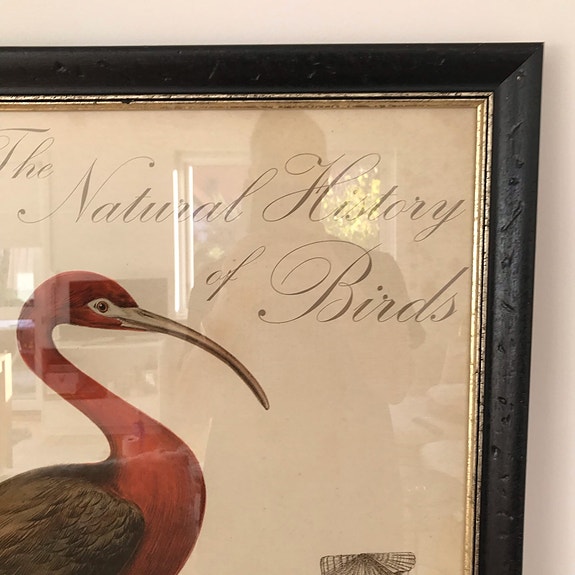 The
Natural History
of Birds